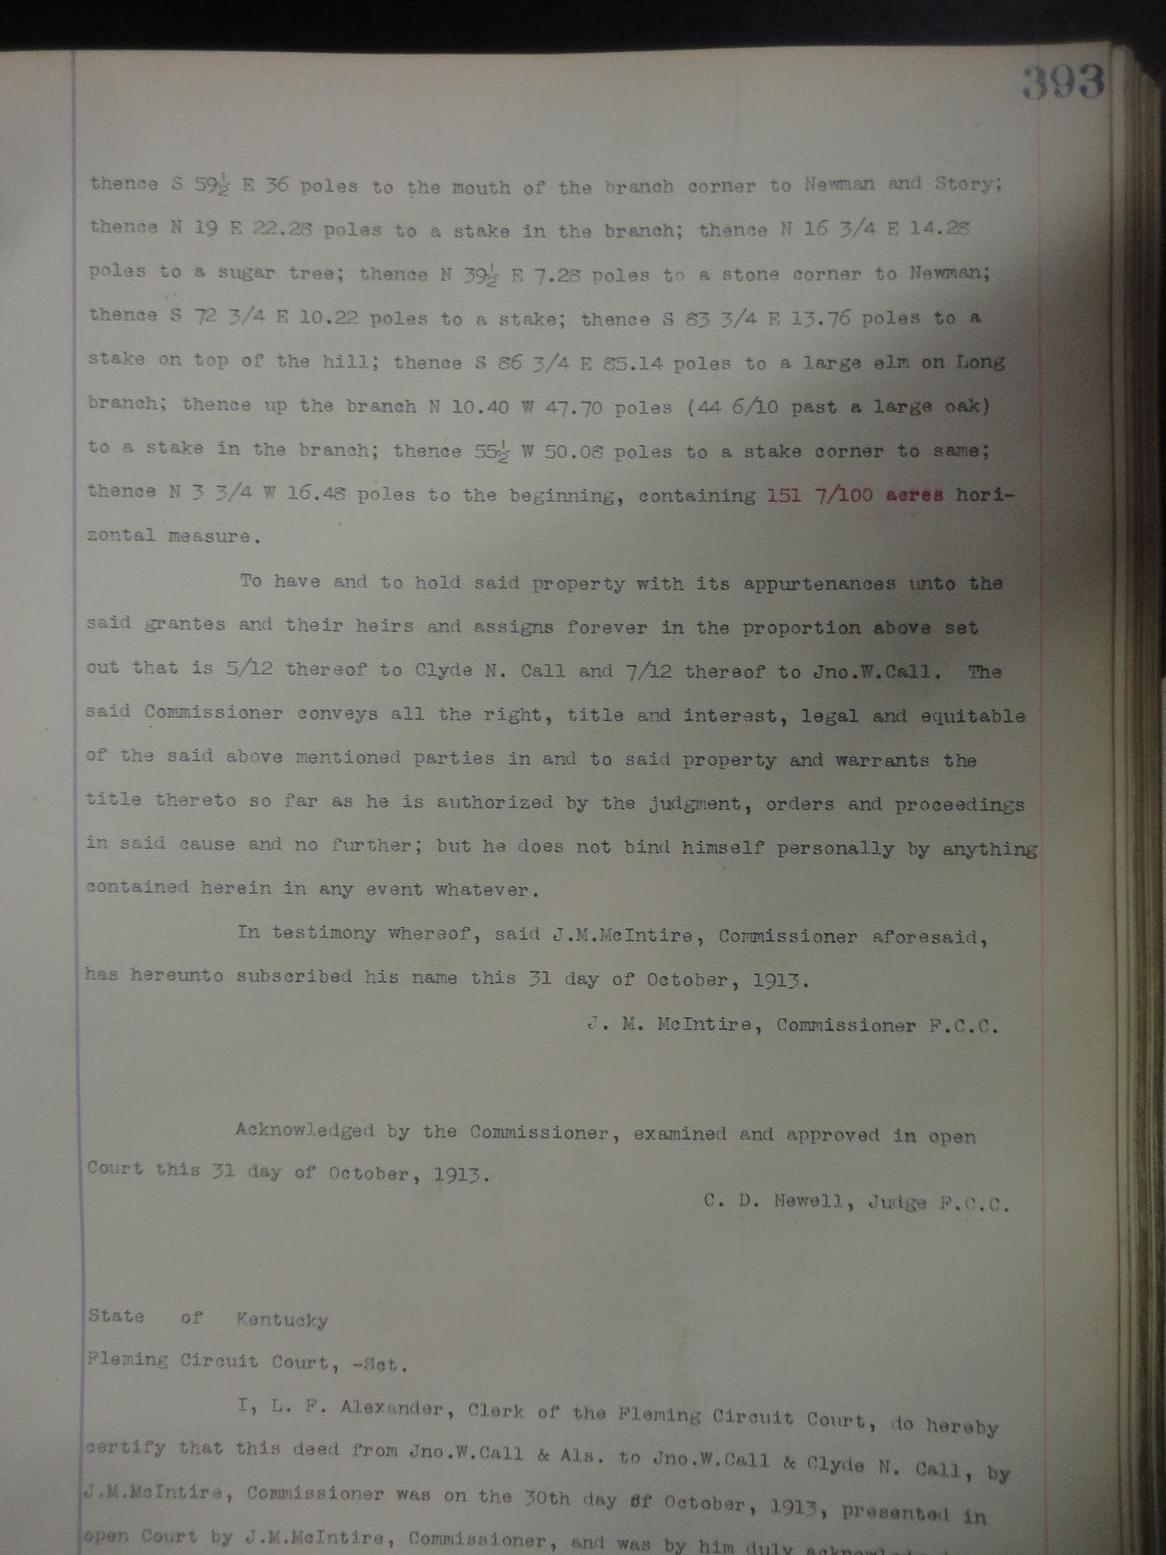 393
thence S 59½ E 36 poles to the mouth of the branch corner to Newman and Story;
thence N 19 E 22.28 poles to a stake in the branch; thence N 16 3/4 E 14.28
poles to a sugar tree; thence N 39½ E 7.28 poles to a stone corner to Newman;
thence S 72 3/4 E 10.22 poles to a stake; thence S 83 3/4 E 13.76 poles to a
stake on top of the hill; thence S 86 3/4 E 85.14 poles to a large elm on Long
branch; thence up the branch N 10.40 W 47.70 poles (44 6/10 past a large oak)
to a stake in the branch; thence 55½ W 50.08 poles to a stake corner to same;
thence N 3 3/4 W 16.48 poles to the beginning, containing 151 7/100 acres hori-
zontal measure.
To have and to hold said property with its appurtenances unto the
said grantes and their heirs and assigns forever in the proportion above set
out that is 5/12 thereof to Clyde N. Call and 7/12 thereof to Jno.W.Call. The
said Commissioner conveys all the right, title and interest, legal and equitable
of the said above mentioned parties in and to said property and warrants the
title thereto so far as he is authorized by the judgment, orders and proceedings
in said cause and no further; but he does not bind himself personally by anything
contained herein in any event whatever.
In testimony whereof, said J.M.McIntire, Commissioner aforesaid,
has hereunto subscribed his name this 31 day of October, 1913.
J. M. McIntire, Commissioner F.C.C.
Acknowledged by the Commissioner, examined and approved in open
Court this 31 day of October, 1913.
C. D. Newell, Judge F.C.C.
State of Kentucky
Fleming Circuit Court, -Sct.
I, L. F. Alexander, Clerk of the Fleming Circuit Court, do hereby
certify that this deed from Jno.W.Call & Als. to Jno.W.Call & Clyde N. Call, by
J.M.McIntire, Commissioner was on the 30th day of October, 1913, presented in
open Court by J.M.McIntire, Commissioner, and was by him duly